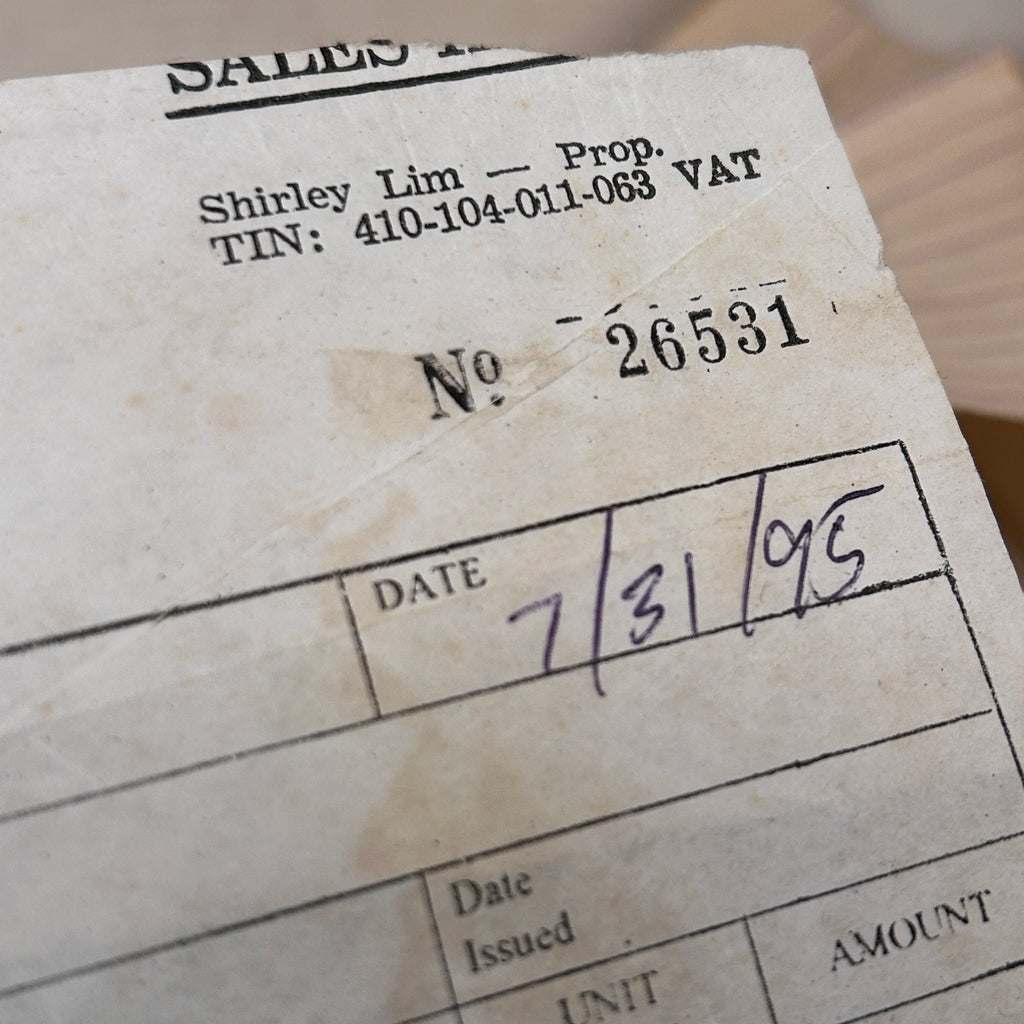 SALES
Shirley Lim — Prop.
TIN: 410-104-011-063 VAT
Nº 26531
DATE 7/31/95
Date
Issued
UNIT
AMOUNT